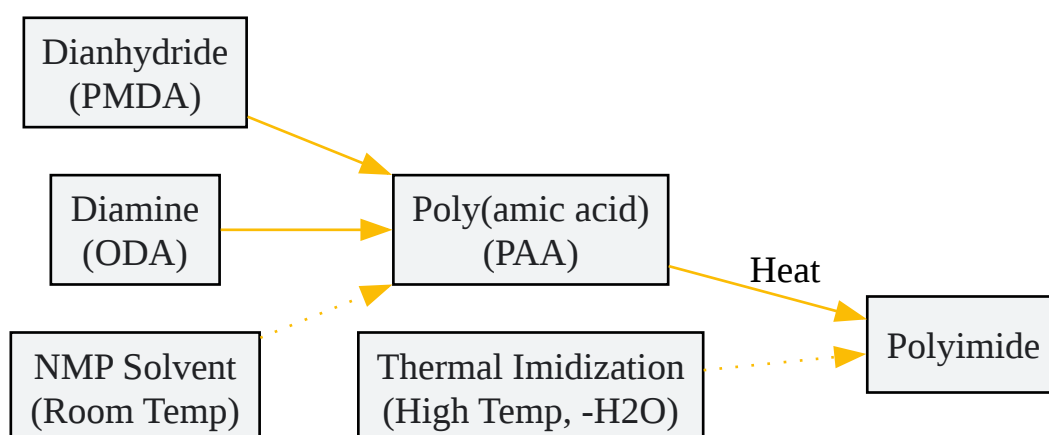 Dianhydride
(PMDA)
Diamine
(ODA)
NMP Solvent
(Room Temp)
Poly(amic acid)
(PAA)
Thermal Imidization
(High Temp, -H2O)
Heat
Polyimide